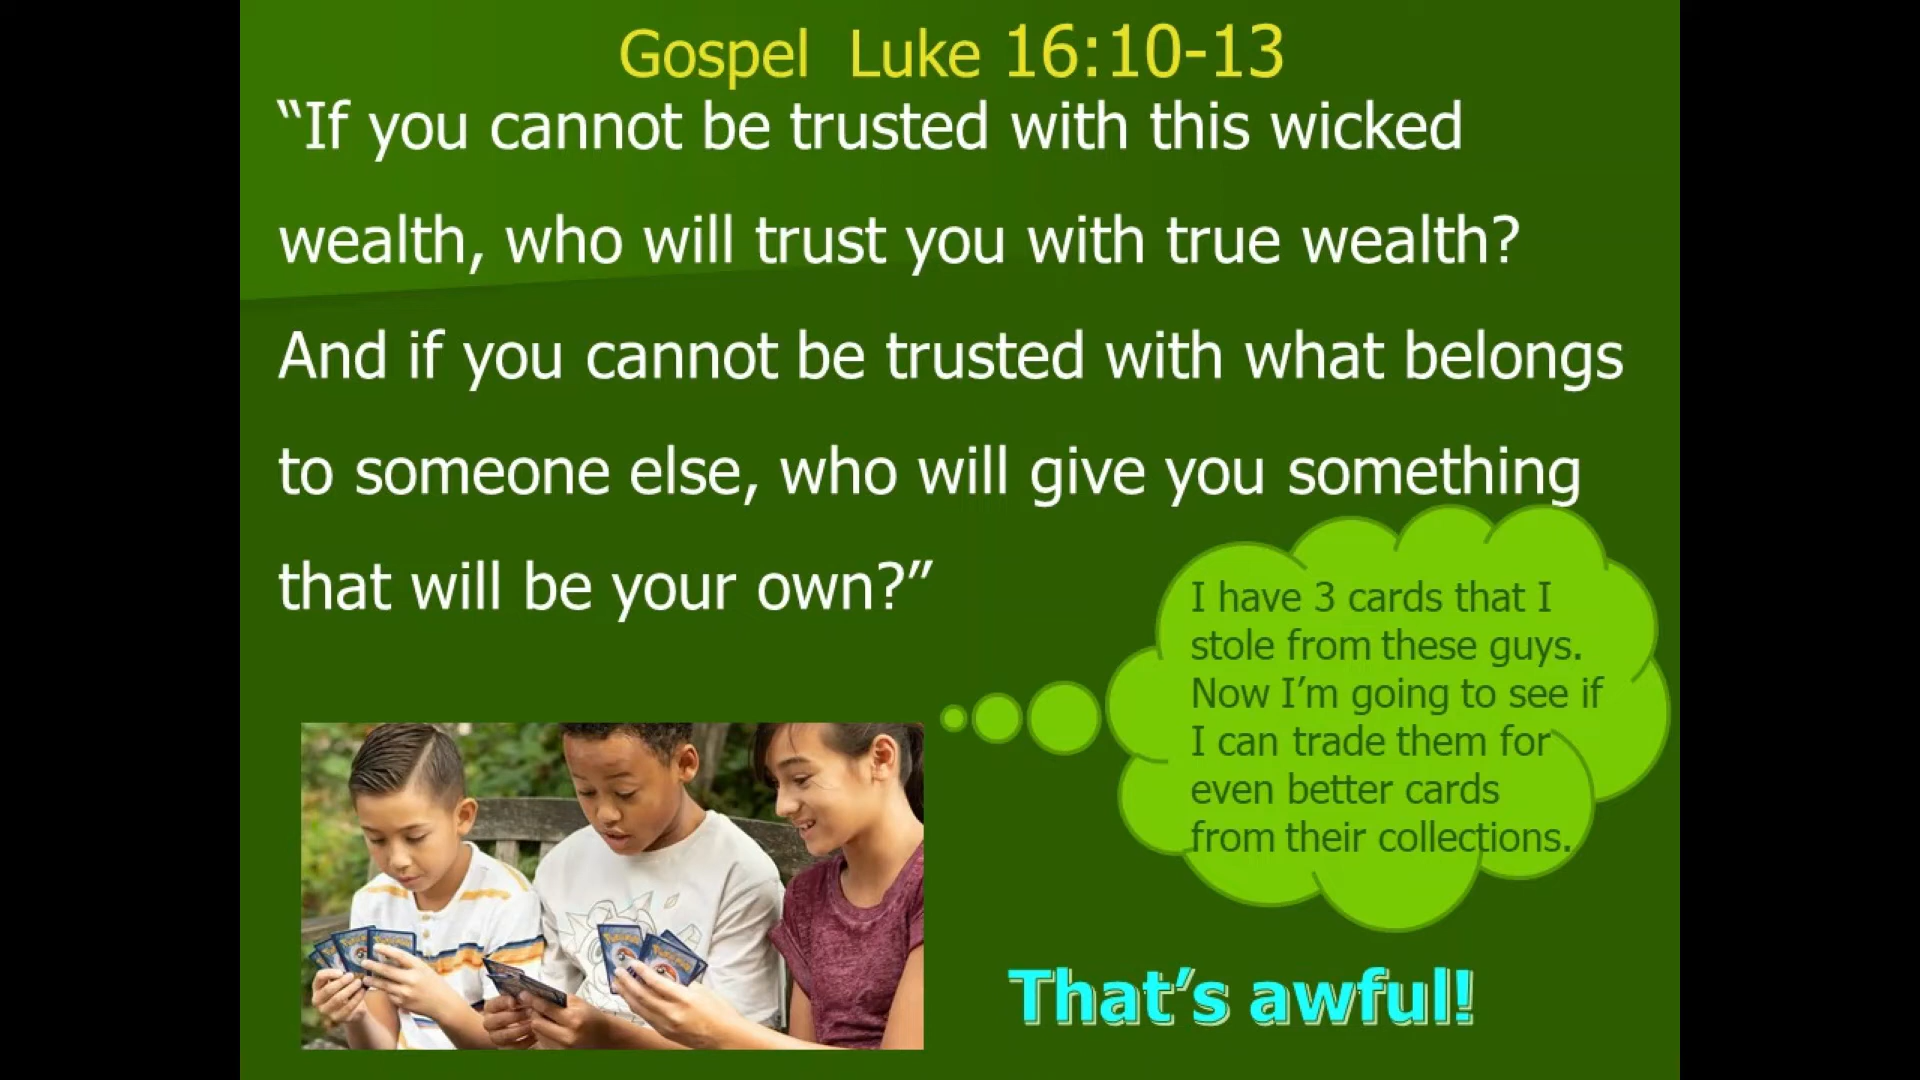 Gospel Luke 16:10-13
“If you cannot be trusted with this wicked
wealth, who will trust you with true wealth?
And if you cannot be trusted with what belongs
to someone else, who will give you something
that will be your own?”
I have 3 cards that I
stole from these guys.
Now I’m going to see if
I can trade them for
even better cards
from their collections.
That’s awful!